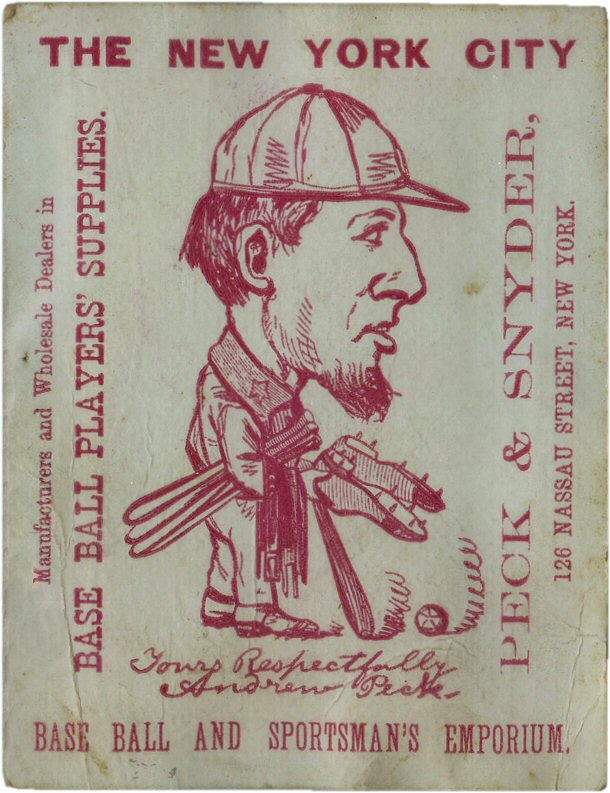 THE NEW YORK CITY
Manufacturers and Wholesale Dealers in
BASE BALL PLAYERS' SUPPLIES.
PECK & SNYDER,
126 NASSAU STREET, NEW YORK.
Yours Respectfully
Andrew Peck
BASE BALL AND SPORTSMAN'S EMPORIUM.